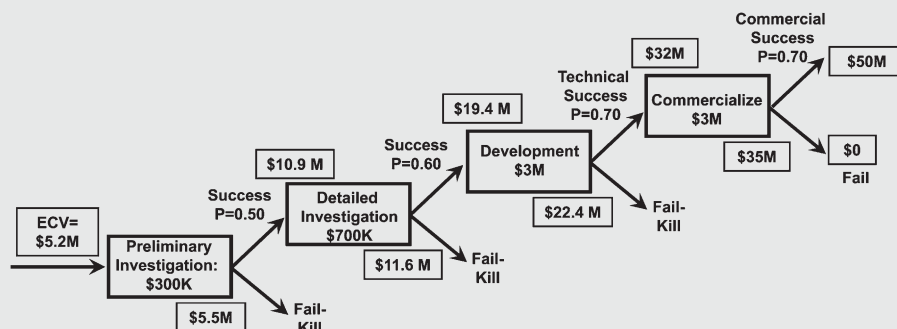 Commercial
Success
P=0.70
$50M
$32M
Technical
Success
P=0.70
Commercialize
$3M
$35M
$0
Fail
$19.4 M
Success
P=0.60
Development
$3M
$22.4 M
Fail-
Kill
$10.9 M
Success
P=0.50
Detailed
Investigation
$700K
$11.6 M
Fail-
Kill
ECV=
$5.2M
Preliminary
Investigation:
$300K
$5.5M
Fail-
Kill